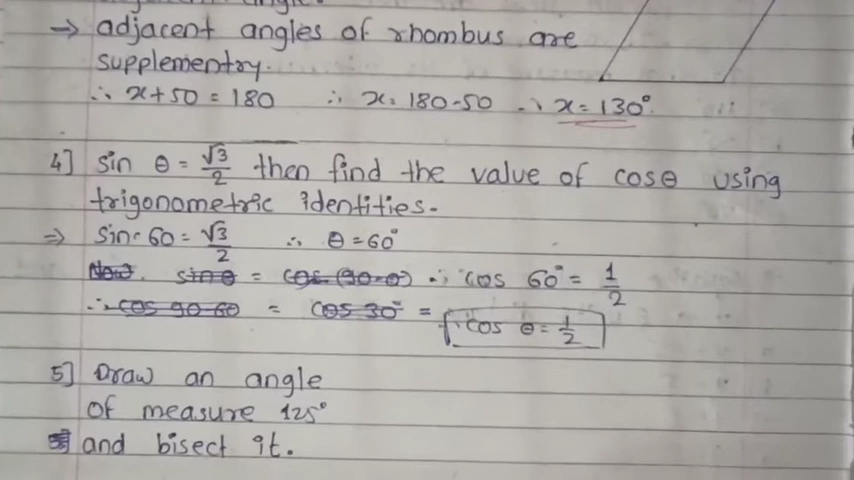 → adjacent angles of rhombus are
supplementry.
∴ x+50 = 180 ∴ x = 180-50 ∴ x = 130°
4] sin θ = √3/2 then find the value of cosθ using
trigonometric identities.
⇒ sin 60 = √3/2 ∴ θ = 60°
Now sin θ = cos (90-θ) ∴ cos 60° = 1/2
∴ cos 90-60 = cos 30° = ∴ cos θ = 1/2
5] Draw an angle
of measure 125°
and bisect it.